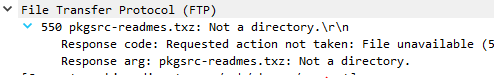 File Transfer Protocol (FTP)
550 pkgsrc-readmes.txz: Not a directory.\r\n
Response code: Requested action not taken: File unavailable (5
Response arg: pkgsrc-readmes.txz: Not a directory.